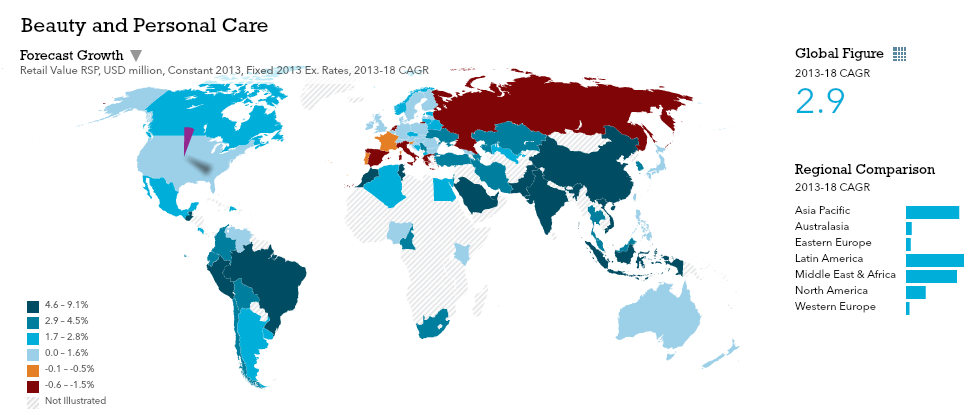 Beauty and Personal Care
Forecast Growth
Retail Value RSP, USD million, Constant 2013, Fixed 2013 Ex. Rates, 2013-18 CAGR
4.6 – 9.1%
2.9 – 4.5%
1.7 – 2.8%
0.0 – 1.6%
-0.1 – -0.5%
-0.6 – -1.5%
Not Illustrated
Global Figure
2013-18 CAGR
2.9
Regional Comparison
2013-18 CAGR
Asia Pacific
Australasia
Eastern Europe
Latin America
Middle East & Africa
North America
Western Europe